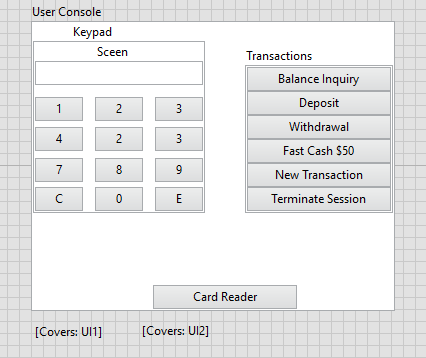 User Console
Keypad
Sceen
1 2 3
4 2 3
7 8 9
C 0 E
Transactions
Balance Inquiry
Deposit
Withdrawal
Fast Cash $50
New Transaction
Terminate Session
Card Reader
[Covers: UI1]
[Covers: UI2]